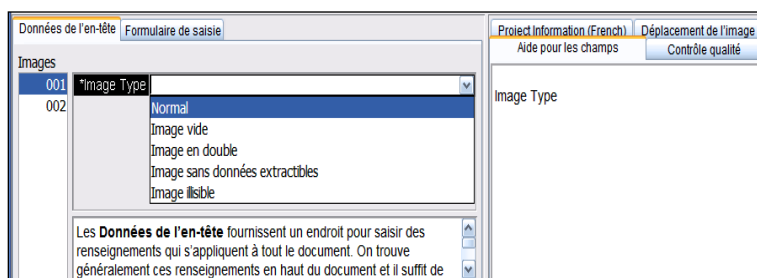 Données de l'en-tête Formulaire de saisie
Images
001 *Image Type
002
Normal
Image vide
Image en double
Image sans données extractibles
Image illisible
Les Données de l'en-tête fournissent un endroit pour saisir des
renseignements qui s'appliquent à tout le document. On trouve
généralement ces renseignements en haut du document et il suffit de
Project Information (French) Déplacement de l'image
Aide pour les champs Contrôle qualité
Image Type